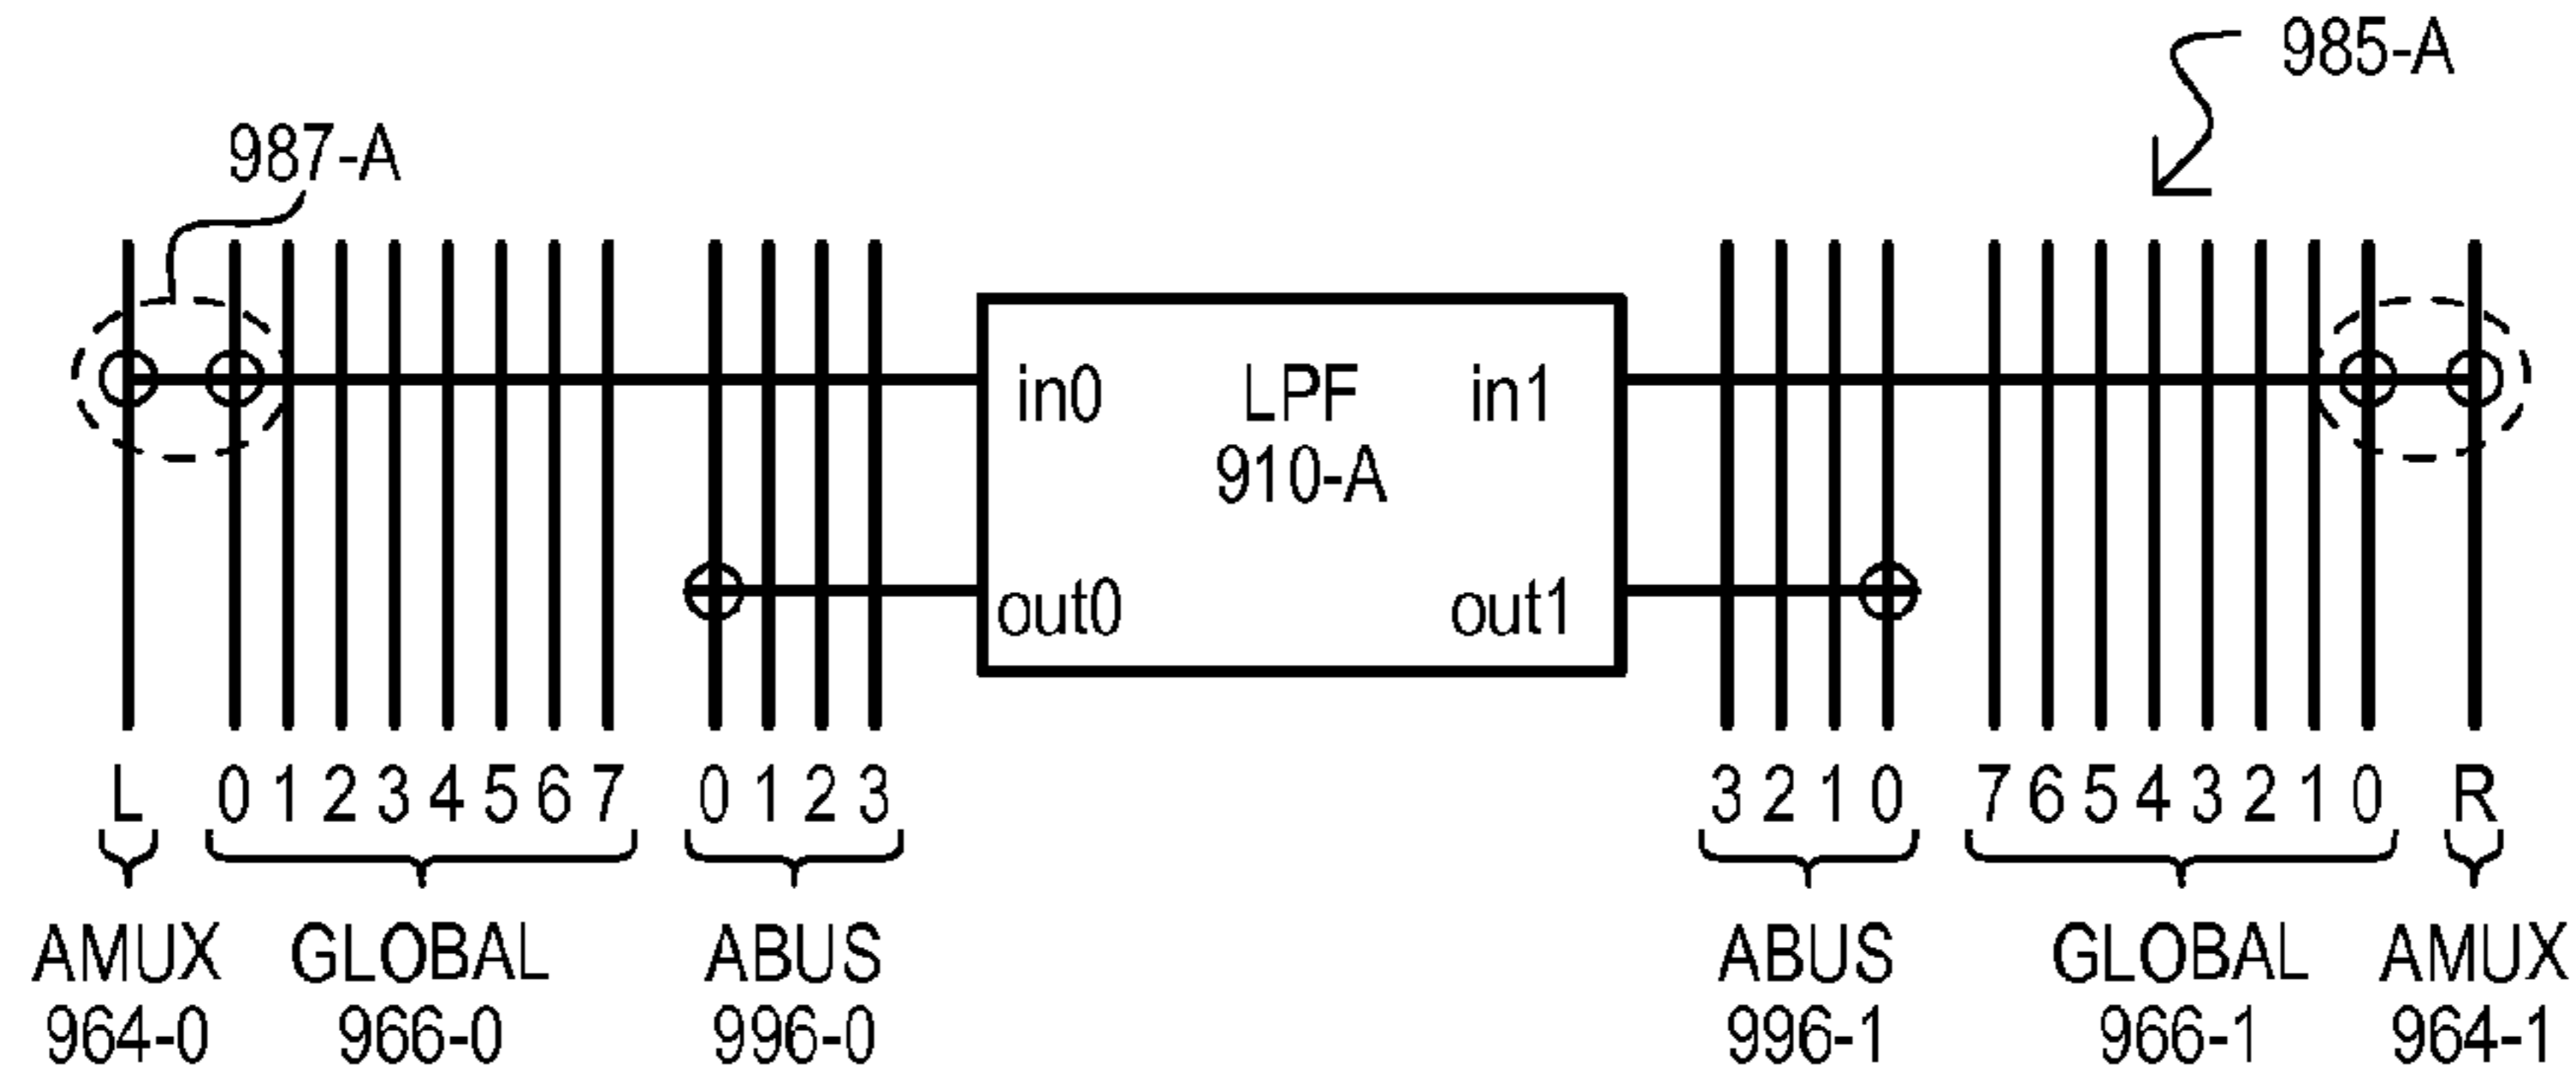 985-A
987-A
in0 LPF in1
910-A
out0 out1
L 0 1 2 3 4 5 6 7 0 1 2 3 3 2 1 0 7 6 5 4 3 2 1 0 R
AMUX GLOBAL ABUS ABUS GLOBAL AMUX
964-0 966-0 996-0 996-1 966-1 964-1